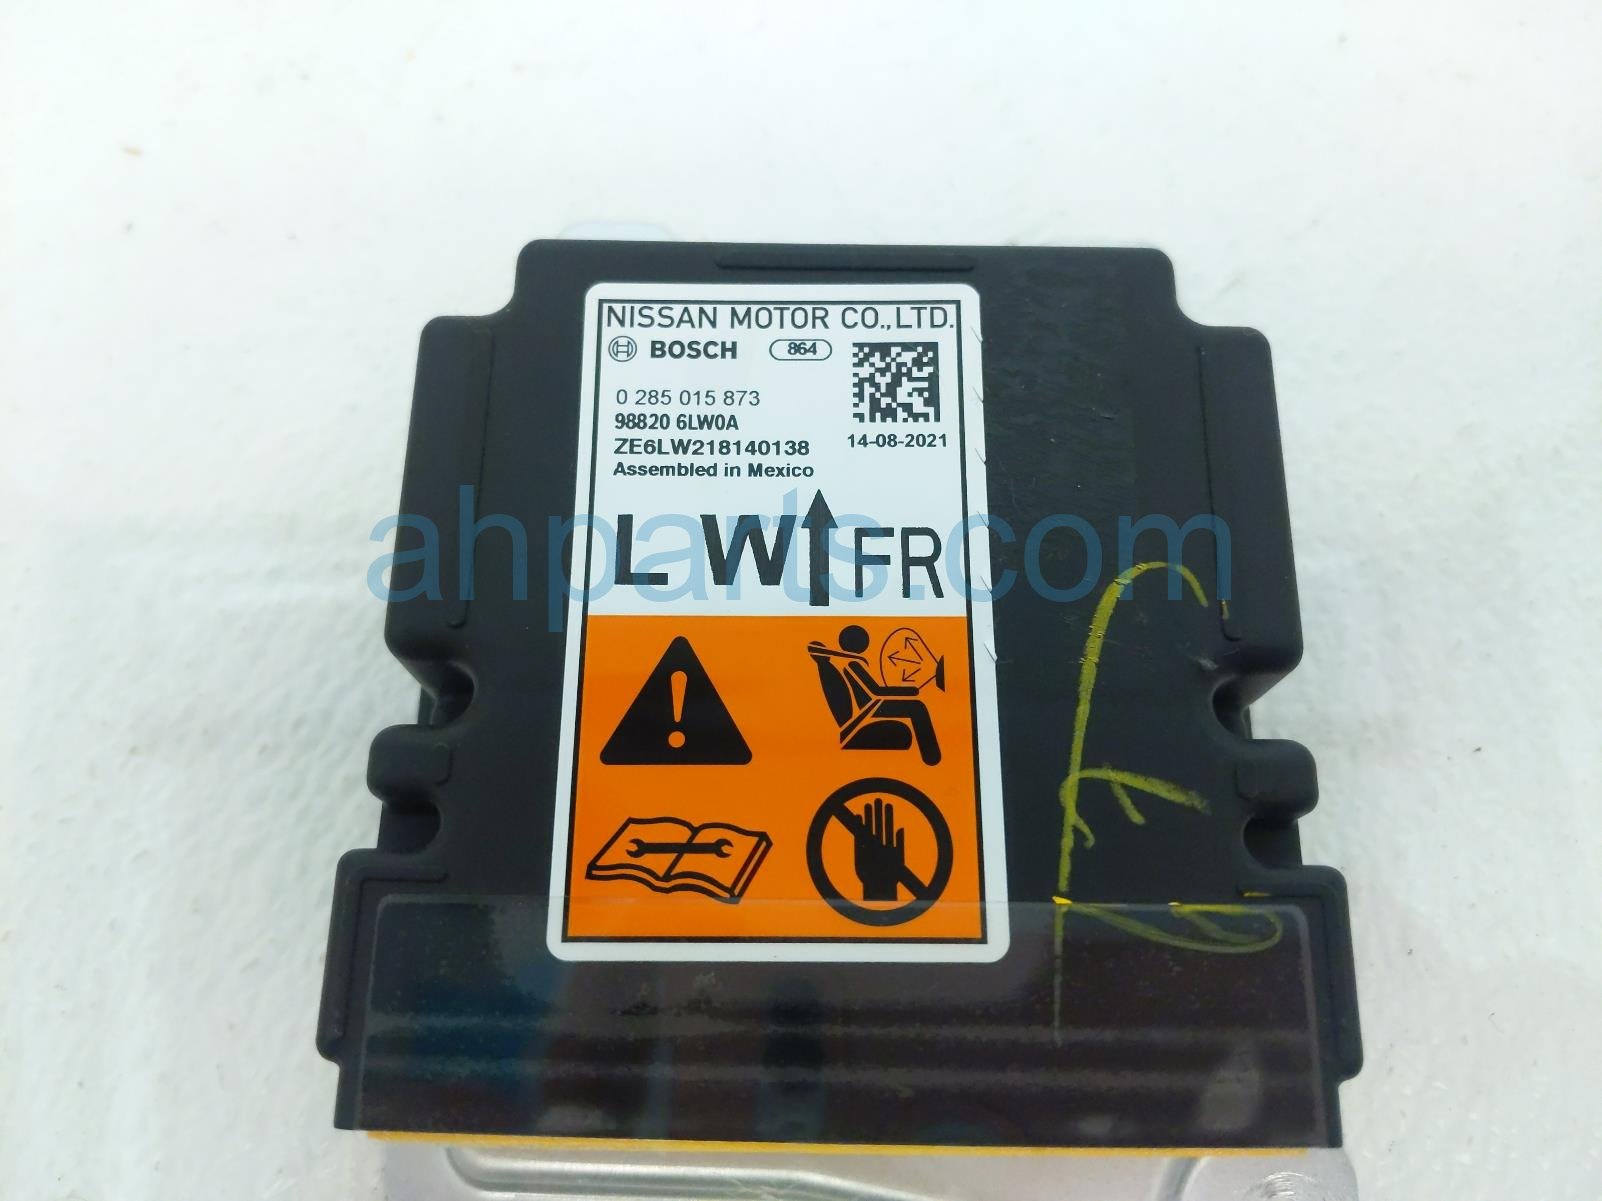 NISSAN MOTOR CO.,LTD.
BOSCH 864
0 285 015 873
98820 6LW0A
ZE6LW218140138
14-08-2021
Assembled in Mexico
L W FR
ahparts.com